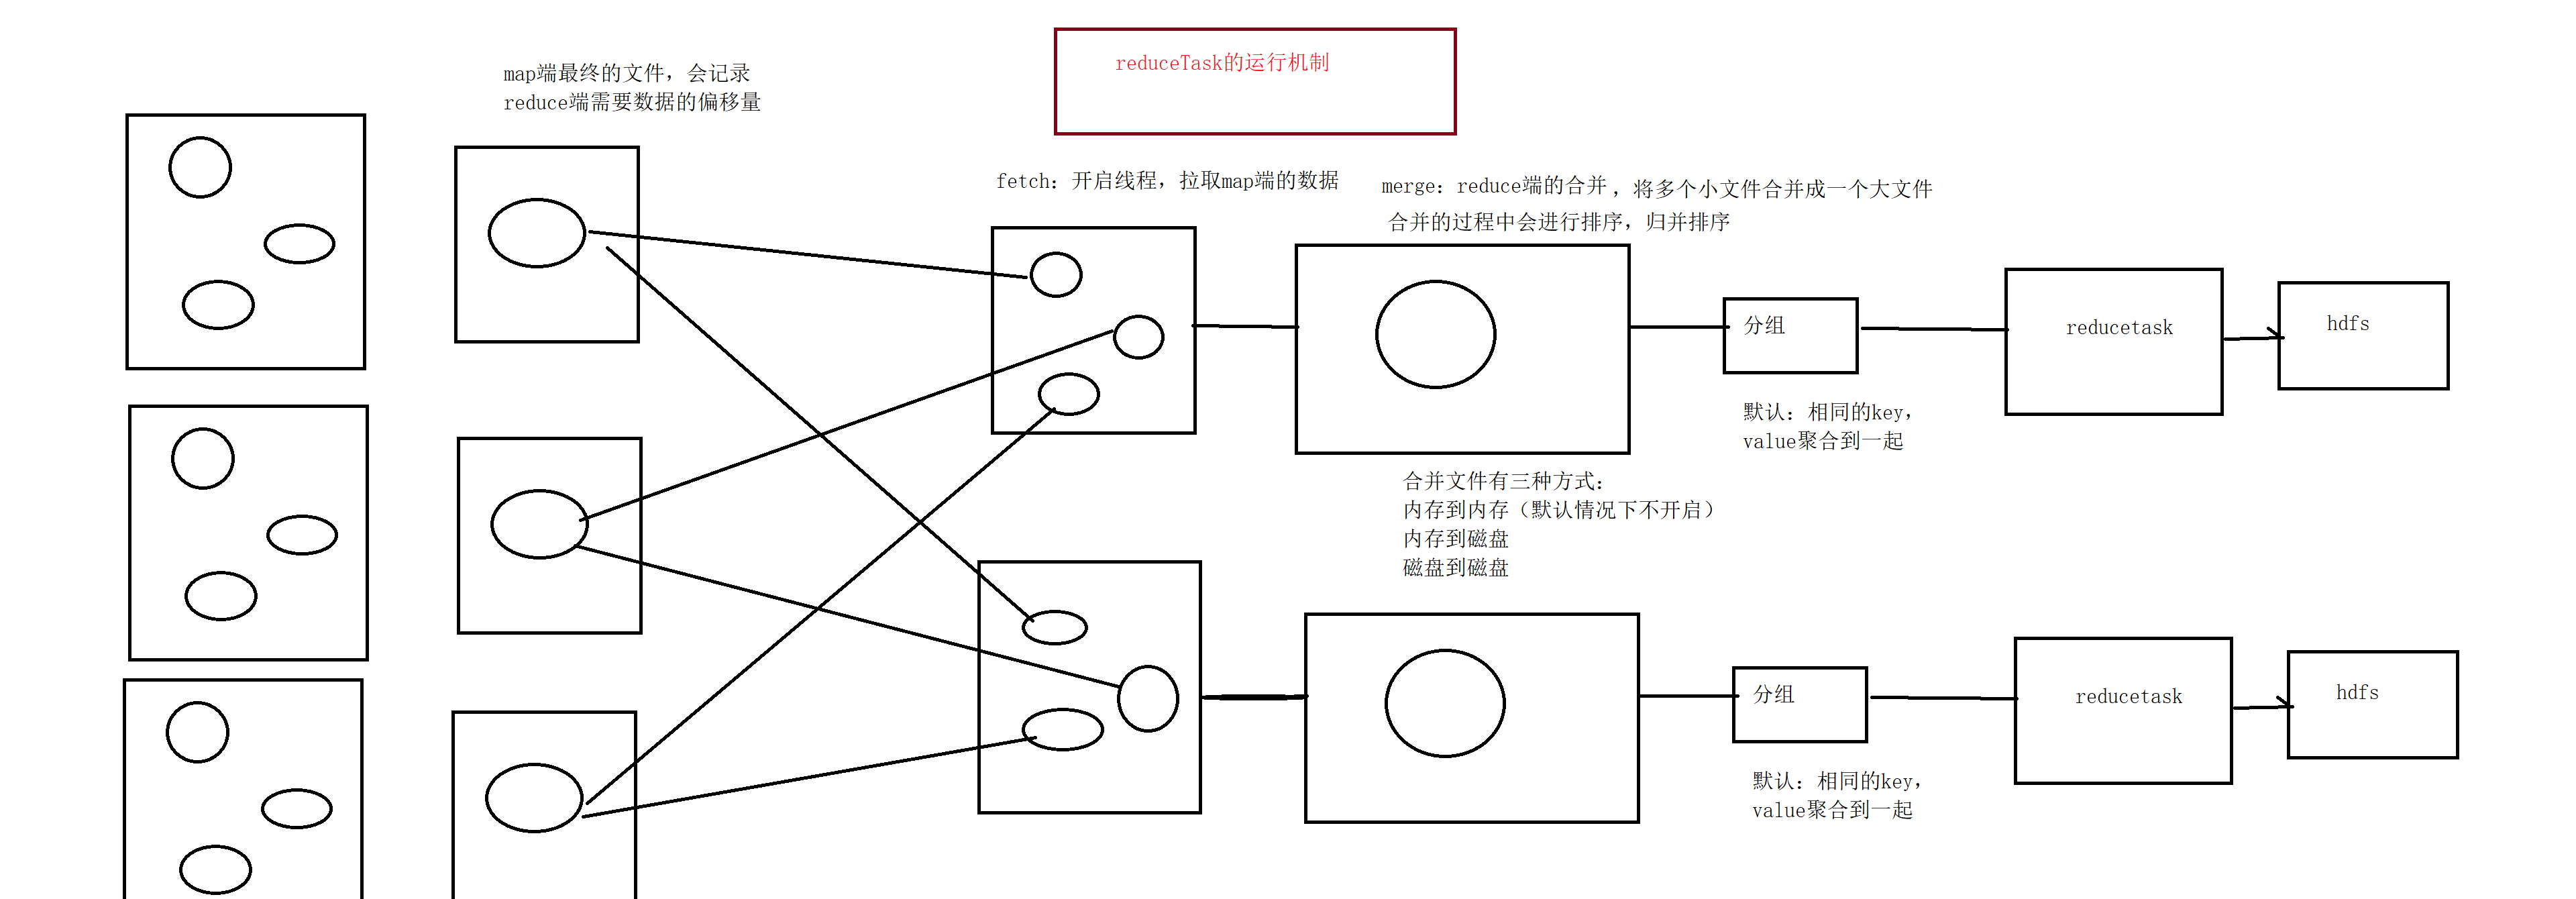 reduceTask的运行机制
map端最终的文件，会记录
reduce端需要数据的偏移量
fetch：开启线程，拉取map端的数据
merge：reduce端的合并，将多个小文件合并成一个大文件
合并的过程中会进行排序，归并排序
分组
reducetask
hdfs
默认：相同的key，
value聚合到一起
合并文件有三种方式：
内存到内存（默认情况下不开启）
内存到磁盘
磁盘到磁盘
分组
reducetask
hdfs
默认：相同的key，
value聚合到一起